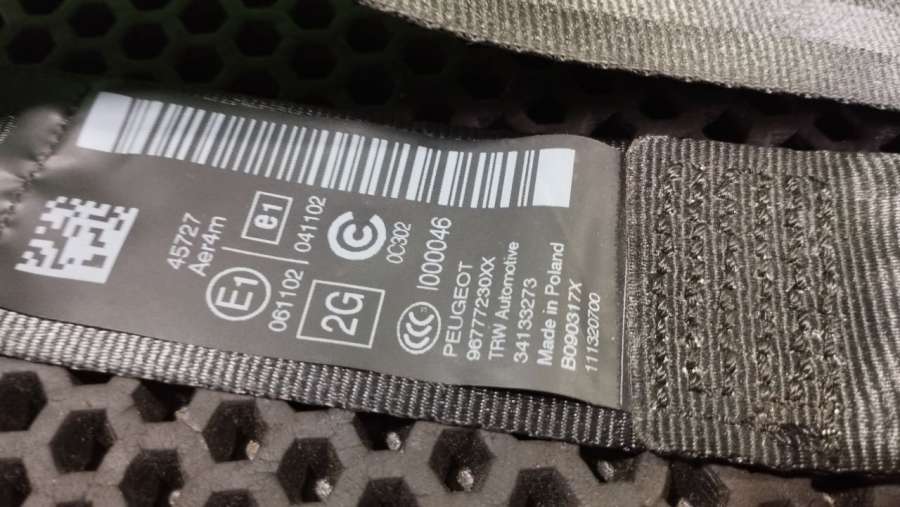 45727
Aer4m
E1
e1
061102
041102
2G
C
0C302
CCC
I000046
PEUGEOT
96777230XX
TRW Automotive
34133273
Made in Poland
B090317X
111320700